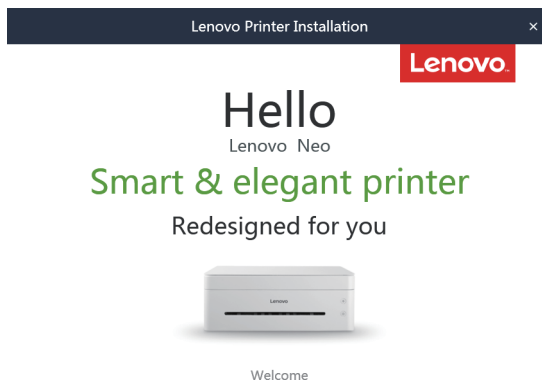 Lenovo Printer Installation
×
Lenovo
Hello
Lenovo Neo
Smart & elegant printer
Redesigned for you
Lenovo
Welcome